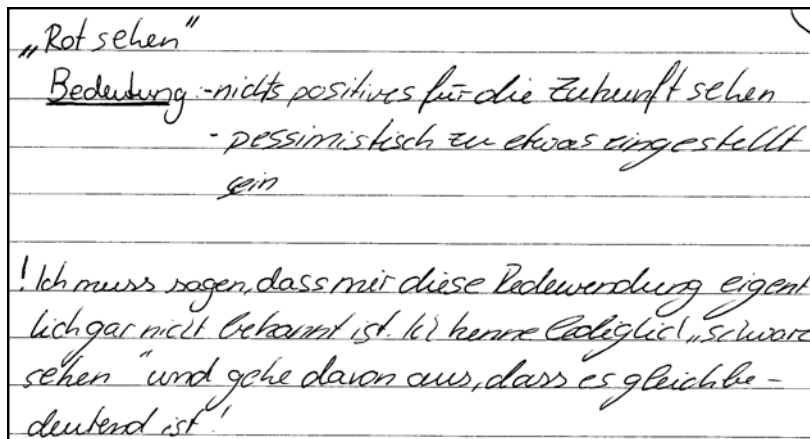 „Rot sehen"
Bedeutung: - nichts positives für die Zukunft sehen
- pessimistisch zu etwas eingestellt
sein
! Ich muss sagen, dass mir diese Redewendung eigent
lich gar nicht bekannt ist. Ich kenne lediglich „schwarz
sehen" und gehe davon aus, dass es gleichbe-
deutend ist!